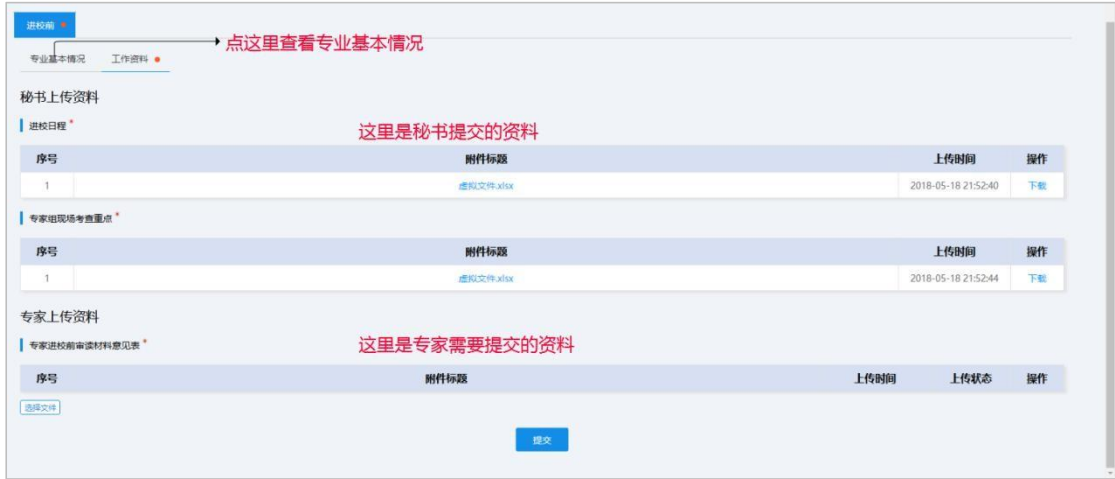 进校前
点这里查看专业基本情况
专业基本情况 工作资料
秘书上传资料
进校日程 *
这里是秘书提交的资料
序号 附件标题 上传时间 操作
1 虚拟文件.xlsx 2018-05-18 21:52:40 下载
专家组现场考查重点 *
序号 附件标题 上传时间 操作
1 虚拟文件.xlsx 2018-05-18 21:52:44 下载
专家上传资料
专家进校前审读材料意见表 *
这里是专家需要提交的资料
序号 附件标题 上传时间 上传状态 操作
选择文件
提交